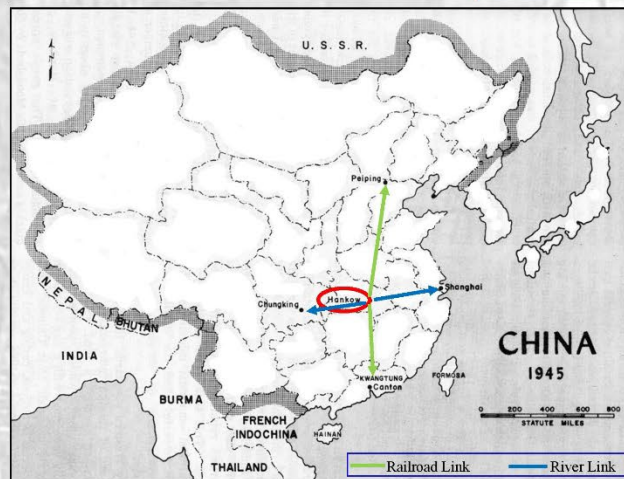 U. S. S. R.
Peiping
Shanghai
Hankow
Chungking
NEPAL
BHUTAN
INDIA
BURMA
KWANGTUNG
Canton
FORMOSA
FRENCH
INDOCHINA
HAINAN
THAILAND
CHINA
1945
0 200 400 600 800
STATUTE MILES
Railroad Link
River Link